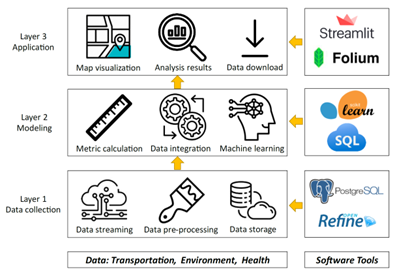 Layer 3
Application
Map visualization
Analysis results
Data download
Streamlit
Folium
Layer 2
Modeling
Metric calculation
Data integration
Machine learning
learn
SQL
Layer 1
Data collection
Data streaming
Data pre-processing
Data storage
PostgreSQL
OPEN
Refine
Data: Transportation, Environment, Health
Software Tools